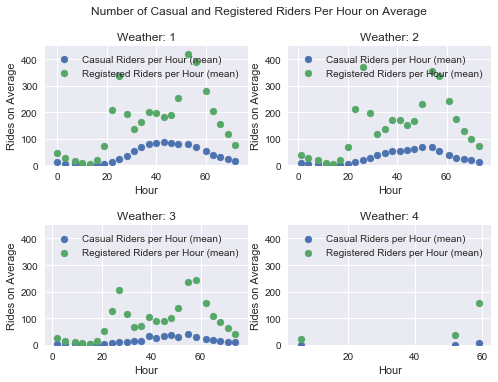 Number of Casual and Registered Riders Per Hour on Average
Weather: 1
Casual Riders per Hour (mean)
Registered Riders per Hour (mean)
400
300
200
100
0
Rides on Average
0 20 40 60
Hour
Weather: 2
Casual Riders per Hour (mean)
Registered Riders per Hour (mean)
400
300
200
100
0
Rides on Average
0 20 40 60
Hour
Weather: 3
Casual Riders per Hour (mean)
Registered Riders per Hour (mean)
400
300
200
100
0
Rides on Average
0 20 40 60
Hour
Weather: 4
Casual Riders per Hour (mean)
Registered Riders per Hour (mean)
400
300
200
100
0
Rides on Average
20 40 60
Hour